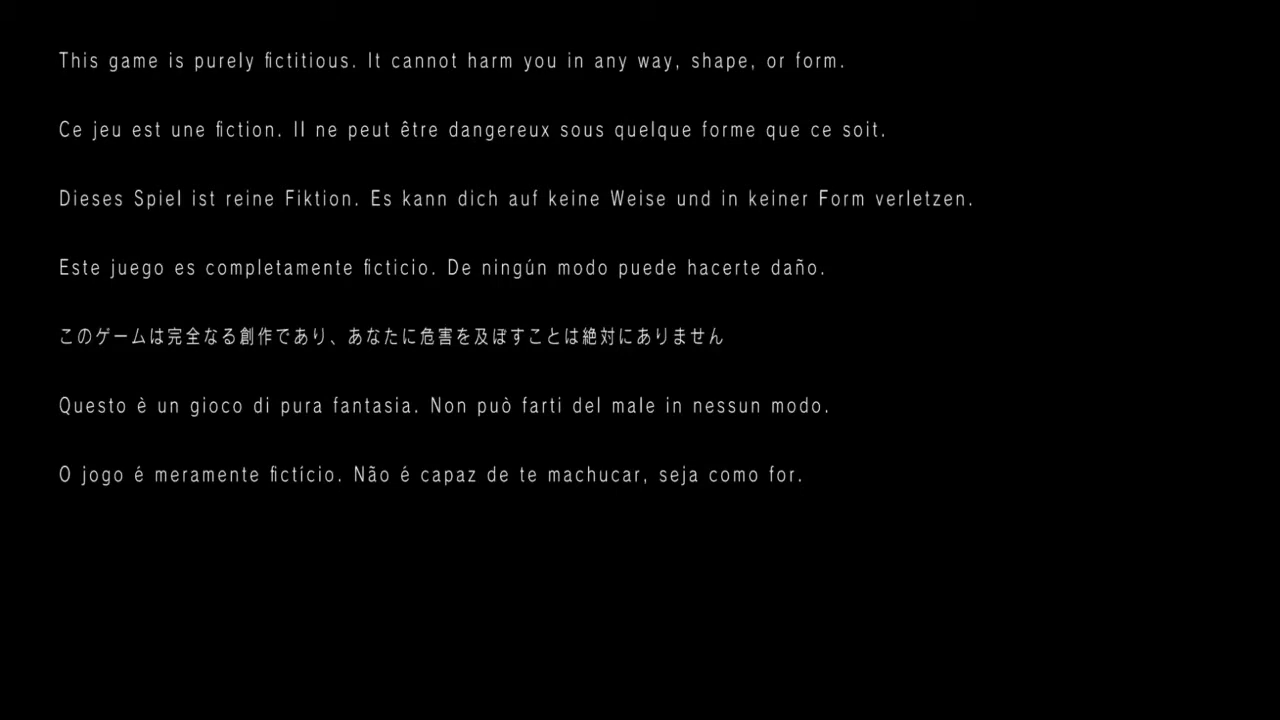 This game is purely fictitious. It cannot harm you in any way, shape, or form.
Ce jeu est une fiction. Il ne peut être dangereux sous quelque forme que ce soit.
Dieses Spiel ist reine Fiktion. Es kann dich auf keine Weise und in keiner Form verletzen.
Este juego es completamente ficticio. De ningún modo puede hacerte daño.
このゲームは完全なる創作であり、あなたに危害を及ぼすことは絶対にありません
Questo è un gioco di pura fantasia. Non può farti del male in nessun modo.
O jogo é meramente fictício. Não é capaz de te machucar, seja como for.